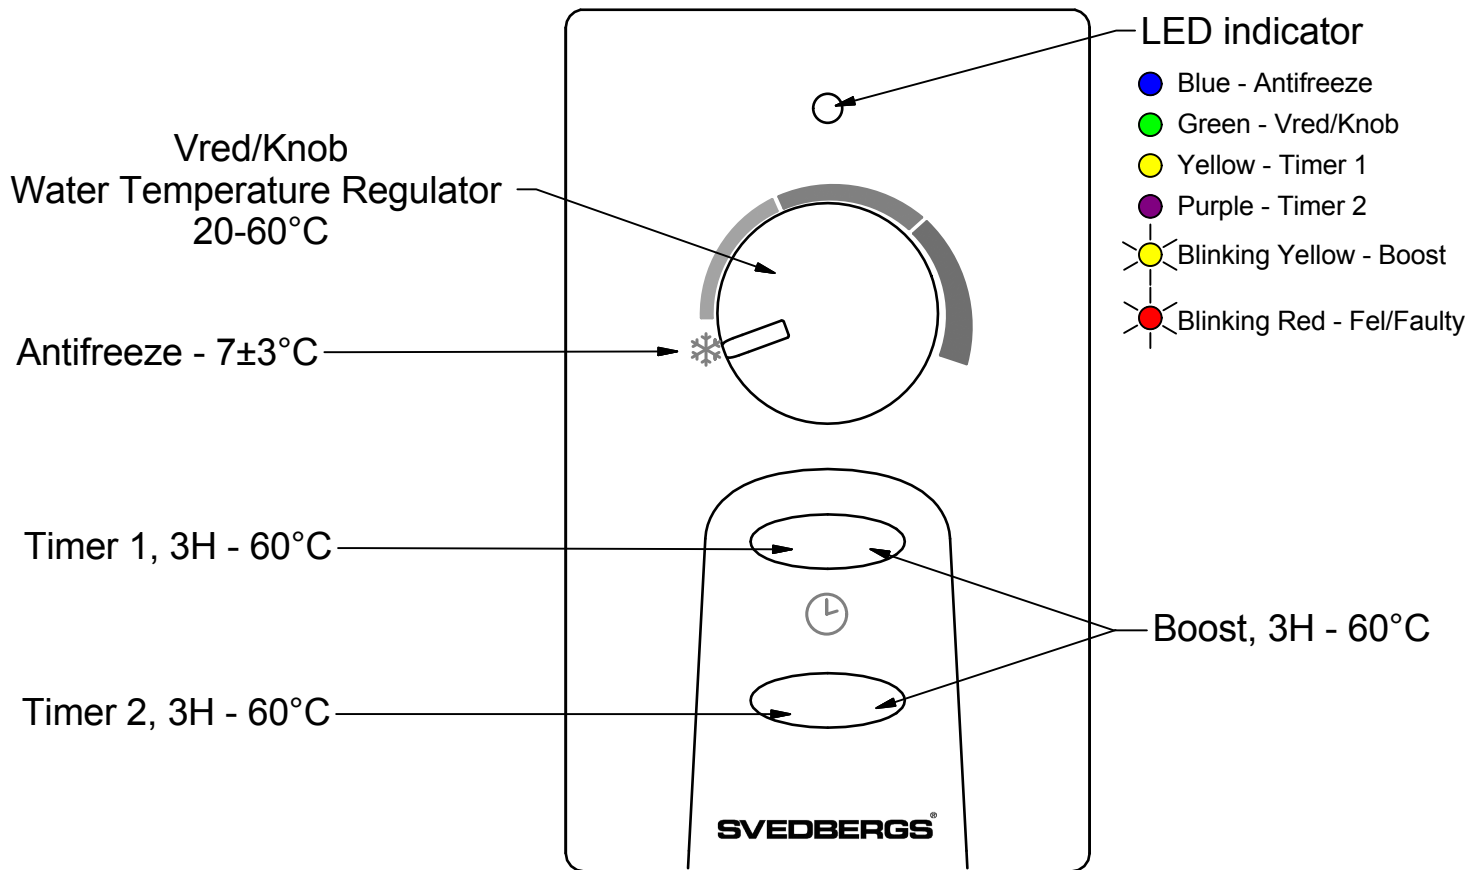 LED indicator
Blue - Antifreeze
Green - Vred/Knob
Yellow - Timer 1
Purple - Timer 2
Blinking Yellow - Boost
Blinking Red - Fel/Faulty
Vred/Knob
Water Temperature Regulator
20-60°C
Antifreeze - 7±3°C
Timer 1, 3H - 60°C
Boost, 3H - 60°C
Timer 2, 3H - 60°C
SVEDBERGS®